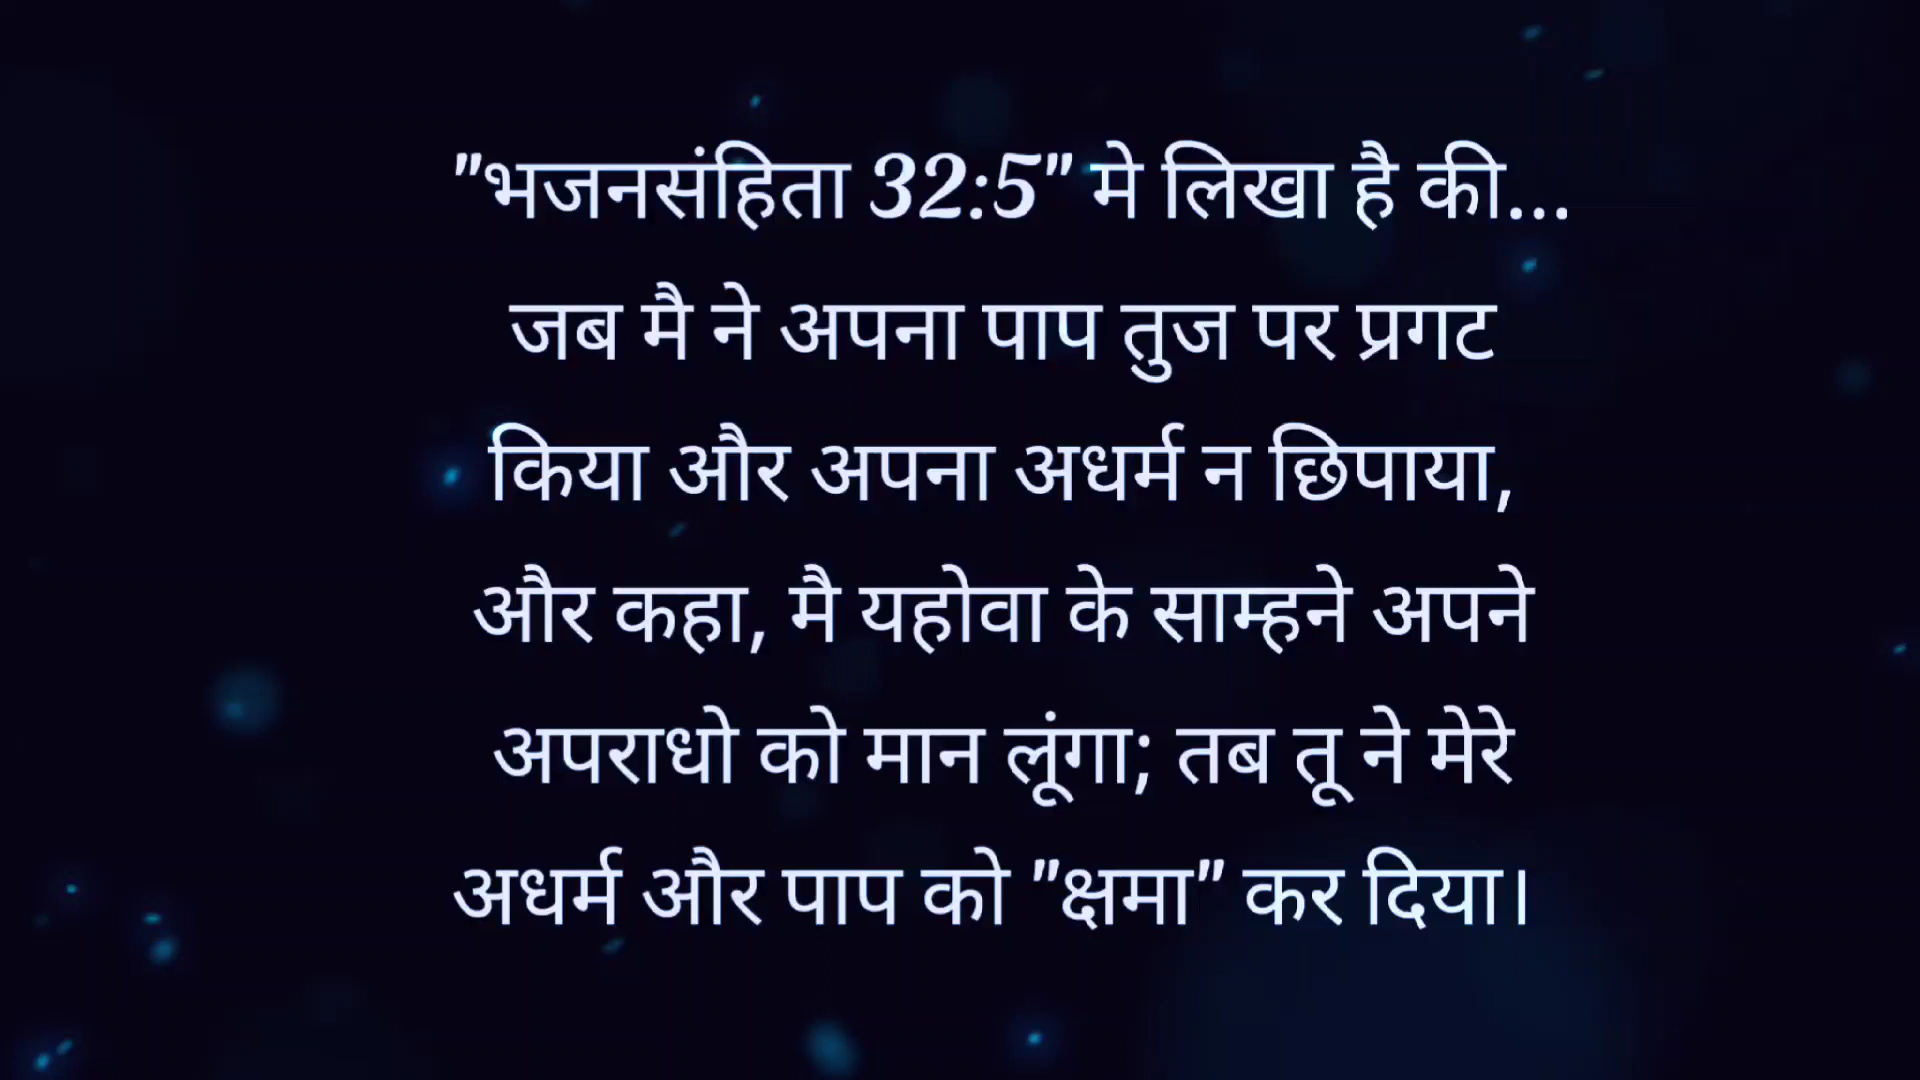 "भजनसंहिता 32:5" मे लिखा है की...
जब मै ने अपना पाप तुज पर प्रगट
किया और अपना अधर्म न छिपाया,
और कहा, मै यहोवा के साम्हने अपने
अपराधो को मान लूंगा; तब तू ने मेरे
अधर्म और पाप को "क्षमा" कर दिया।